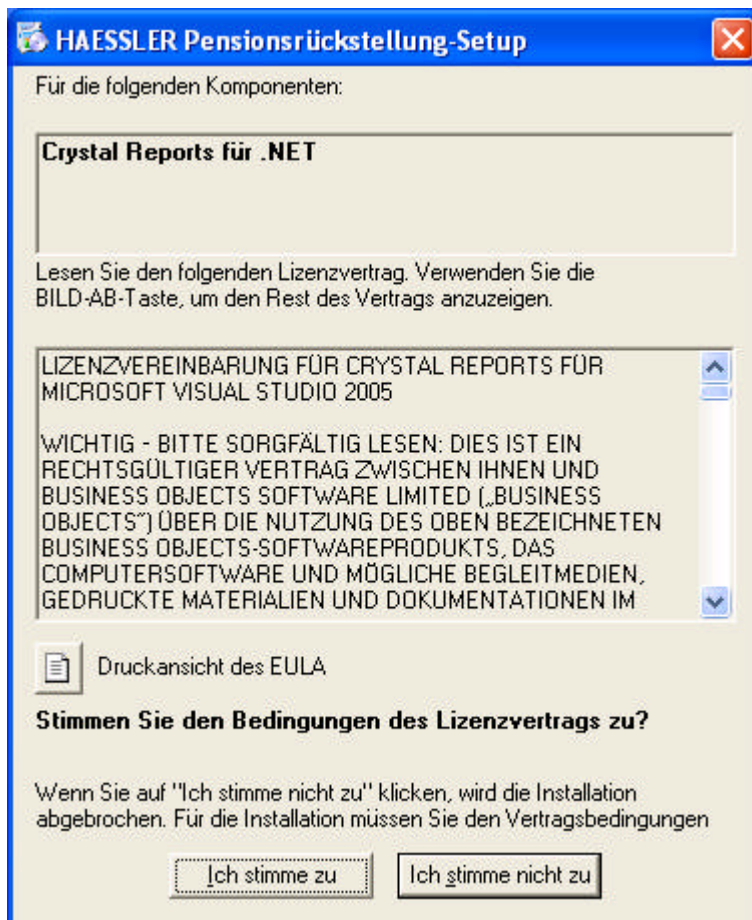 HAESSLER Pensionsrückstellung-Setup
Für die folgenden Komponenten:
Crystal Reports für .NET
Lesen Sie den folgenden Lizenzvertrag. Verwenden Sie die
BILD-AB-Taste, um den Rest des Vertrags anzuzeigen.
LIZENZVEREINBARUNG FÜR CRYSTAL REPORTS FÜR
MICROSOFT VISUAL STUDIO 2005
WICHTIG - BITTE SORGFÄLTIG LESEN: DIES IST EIN
RECHTSGÜLTIGER VERTRAG ZWISCHEN IHNEN UND
BUSINESS OBJECTS SOFTWARE LIMITED („BUSINESS
OBJECTS“) ÜBER DIE NUTZUNG DES OBEN BEZEICHNETEN
BUSINESS OBJECTS-SOFTWAREPRODUKTS, DAS
COMPUTERSOFTWARE UND MÖGLICHE BEGLEITMEDIEN,
GEDRUCKTE MATERIALIEN UND DOKUMENTATIONEN IM
Druckansicht des EULA
Stimmen Sie den Bedingungen des Lizenzvertrags zu?
Wenn Sie auf "Ich stimme nicht zu" klicken, wird die Installation
abgebrochen. Für die Installation müssen Sie den Vertragsbedingungen
Ich stimme zu
Ich stimme nicht zu